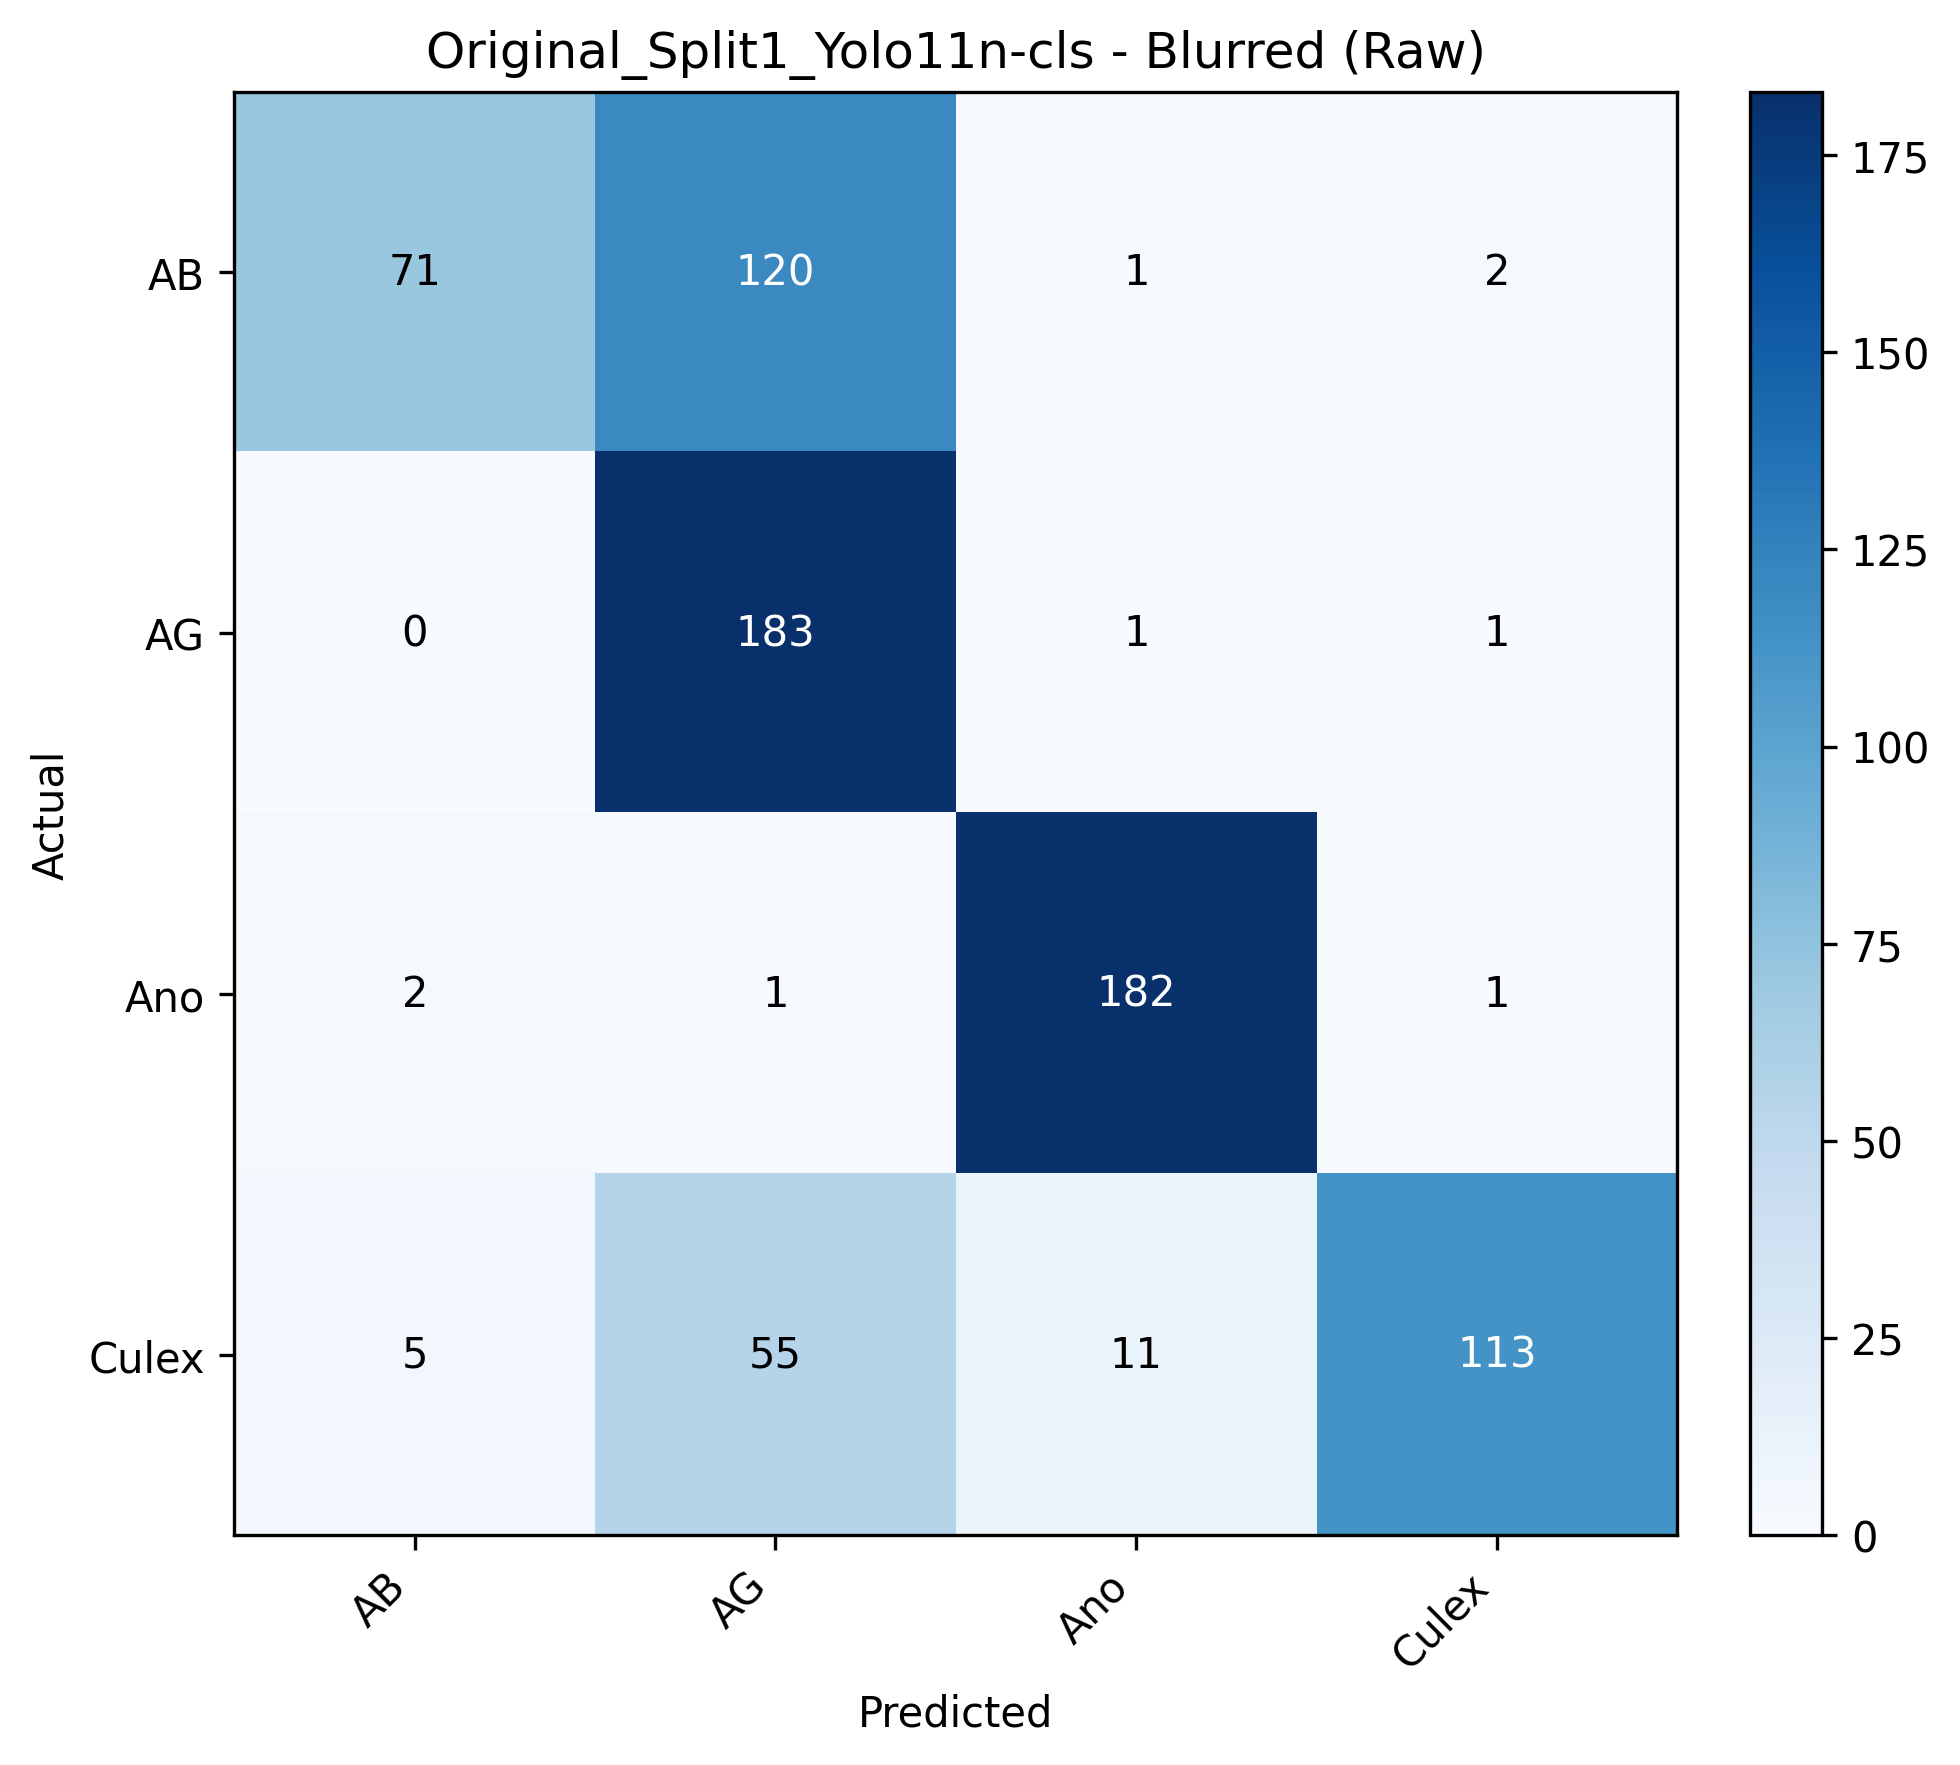 Original_Split1_Yolo11n-cls - Blurred (Raw)
AB 71 120 1 2
AG 0 183 1 1
Ano 2 1 182 1
Culex 5 55 11 113
AB AG Ano Culex
Predicted
Actual
175
150
125
100
75
50
25
0